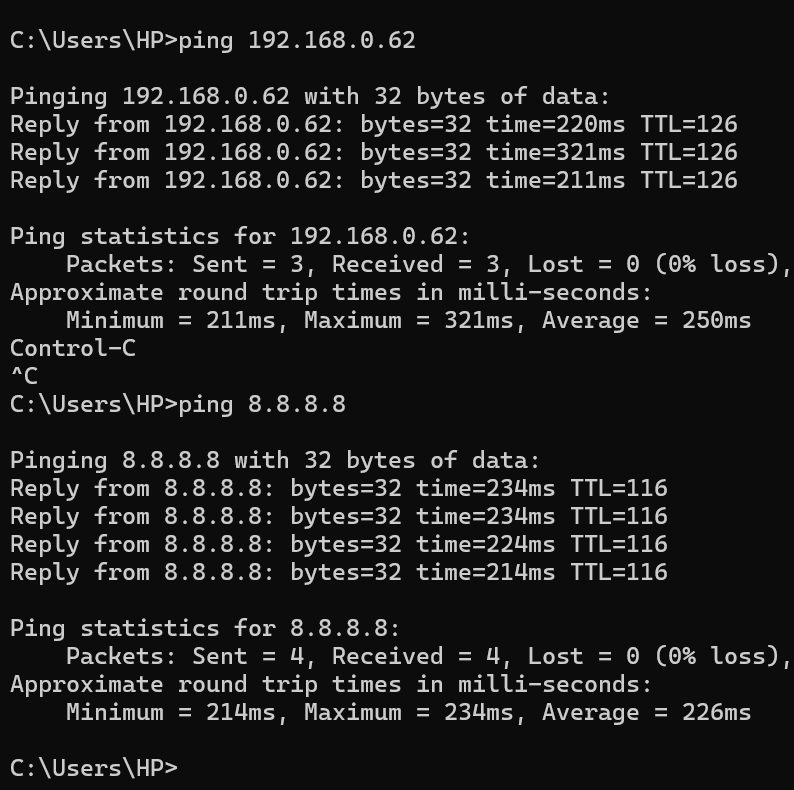 C:\Users\HP>ping 192.168.0.62
Pinging 192.168.0.62 with 32 bytes of data:
Reply from 192.168.0.62: bytes=32 time=220ms TTL=126
Reply from 192.168.0.62: bytes=32 time=321ms TTL=126
Reply from 192.168.0.62: bytes=32 time=211ms TTL=126
Ping statistics for 192.168.0.62:
    Packets: Sent = 3, Received = 3, Lost = 0 (0% loss),
Approximate round trip times in milli-seconds:
    Minimum = 211ms, Maximum = 321ms, Average = 250ms
Control-C
^C
C:\Users\HP>ping 8.8.8.8
Pinging 8.8.8.8 with 32 bytes of data:
Reply from 8.8.8.8: bytes=32 time=234ms TTL=116
Reply from 8.8.8.8: bytes=32 time=234ms TTL=116
Reply from 8.8.8.8: bytes=32 time=224ms TTL=116
Reply from 8.8.8.8: bytes=32 time=214ms TTL=116
Ping statistics for 8.8.8.8:
    Packets: Sent = 4, Received = 4, Lost = 0 (0% loss),
Approximate round trip times in milli-seconds:
    Minimum = 214ms, Maximum = 234ms, Average = 226ms
C:\Users\HP>